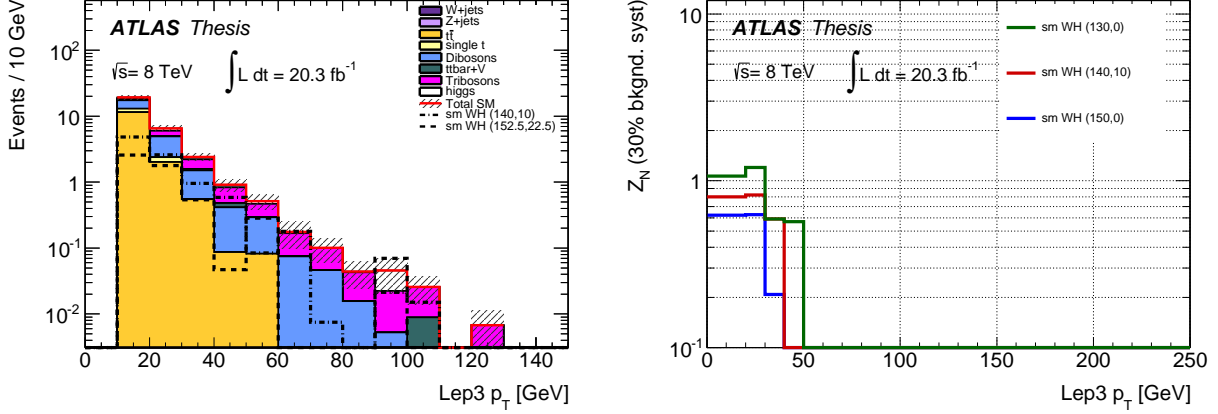 Events / 10 GeV
10²
10
1
10⁻¹
10⁻²
ATLAS Thesis
√s= 8 TeV
∫ L dt = 20.3 fb⁻¹
W+jets
Z+jets
tt̄
single t
Dibosons
ttbar+V
Tribosons
higgs
Total SM
sm WH (140,10)
sm WH (152.5,22.5)
0 20 40 60 80 100 120 140
Lep3 p_T [GeV]
Z_N (30% bkgnd. syst)
10
1
10⁻¹
ATLAS Thesis
√s= 8 TeV
∫ L dt = 20.3 fb⁻¹
sm WH (130,0)
sm WH (140,10)
sm WH (150,0)
0 50 100 150 200 250
Lep3 p_T [GeV]